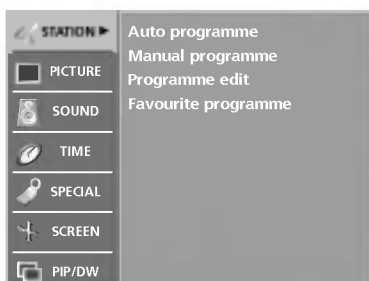 STATION
PICTURE
SOUND
TIME
SPECIAL
SCREEN
PIP/DW
Auto programme
Manual programme
Programme edit
Favourite programme